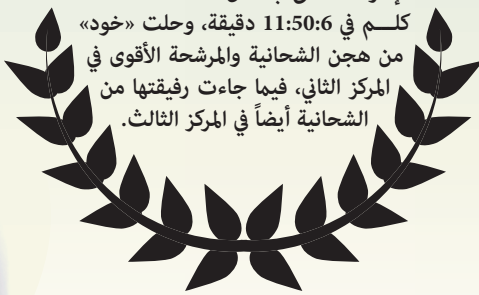 كلـــم في 11:50:6 دقيقة، وحلت «خود»
من هجن الشحانية والمرشحة الأقوى في
المركز الثاني، فيما جاءت رفيقتها من
الشحانية أيضاً في المركز الثالث.